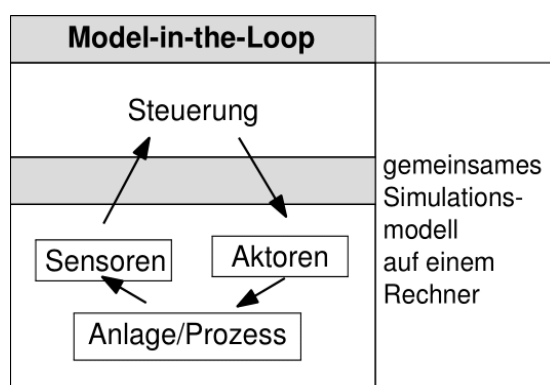 Model-in-the-Loop
Steuerung
Sensoren
Aktoren
Anlage/Prozess
gemeinsames
Simulations-
modell
auf einem
Rechner